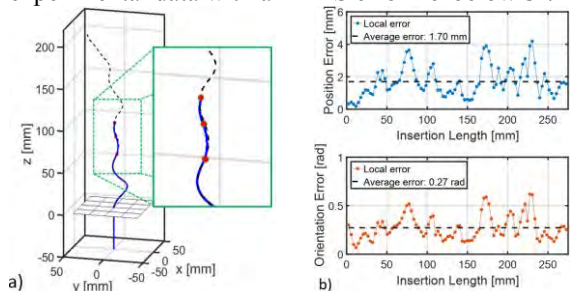 Position Error [mm]
6
4
2
0
Local error
Average error: 1.70 mm
0 50 100 150 200 250
Insertion Length [mm]
Orientation Error [rad]
1
0.5
0
Local error
Average error: 0.27 rad
0 50 100 150 200 250
Insertion Length [mm]
z [mm]
200
150
100
50
0
-50
50
0
-50
y [mm]
50
0
-50
x [mm]
a)
b)